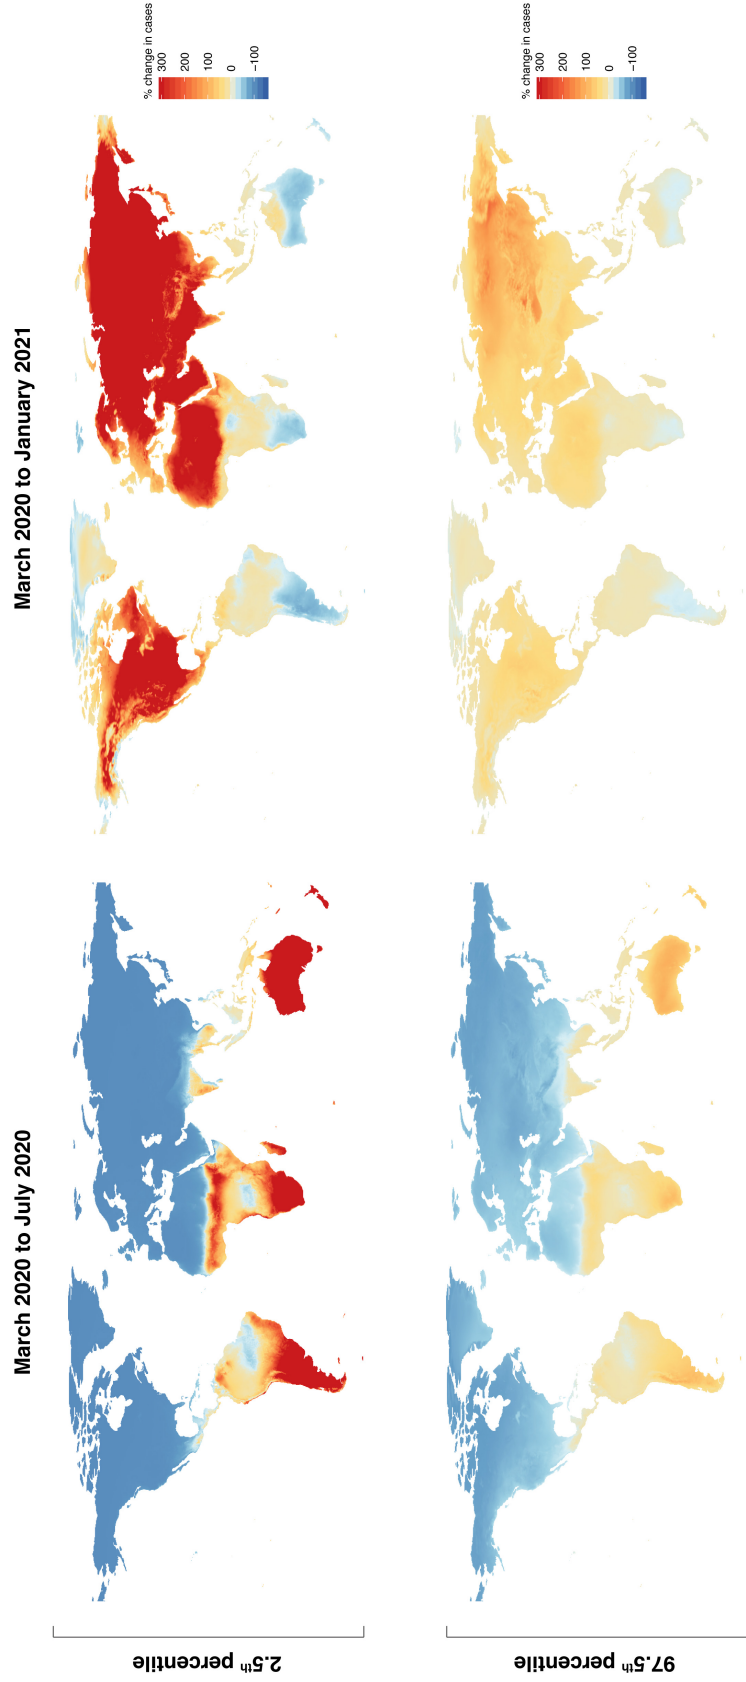 March 2020 to July 2020
March 2020 to January 2021
2.5th percentile
% change in cases
300
200
100
0
−100
97.5th percentile
% change in cases
300
200
100
0
−100